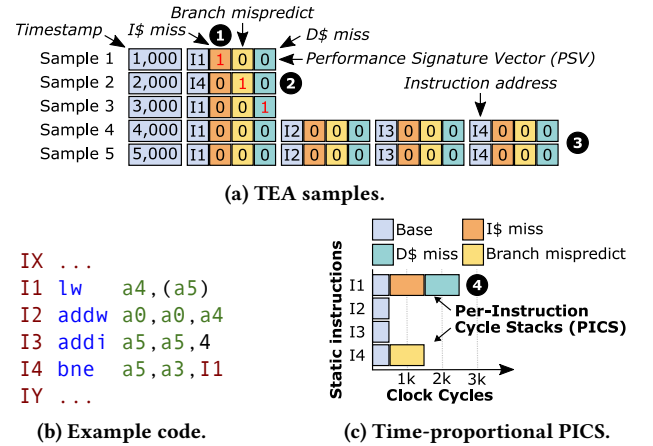 Branch mispredict
Timestamp I$ miss 1 D$ miss
Sample 1 1,000 I1 1 0 0 Performance Signature Vector (PSV)
Sample 2 2,000 I4 0 1 0 2 Instruction address
Sample 3 3,000 I1 0 0 1
Sample 4 4,000 I1 0 0 0 I2 0 0 0 I3 0 0 0 I4 0 0 0 3
Sample 5 5,000 I1 0 0 0 I2 0 0 0 I3 0 0 0 I4 0 0 0
(a) TEA samples.
IX ...
I1 lw a4,(a5)
I2 addw a0,a0,a4
I3 addi a5,a5,4
I4 bne a5,a3,I1
IY ...
(b) Example code.
Base I$ miss
D$ miss Branch mispredict
Static instructions
I1 4
I2 Per-Instruction
I3 Cycle Stacks (PICS)
I4
1k 2k 3k
Clock Cycles
(c) Time-proportional PICS.